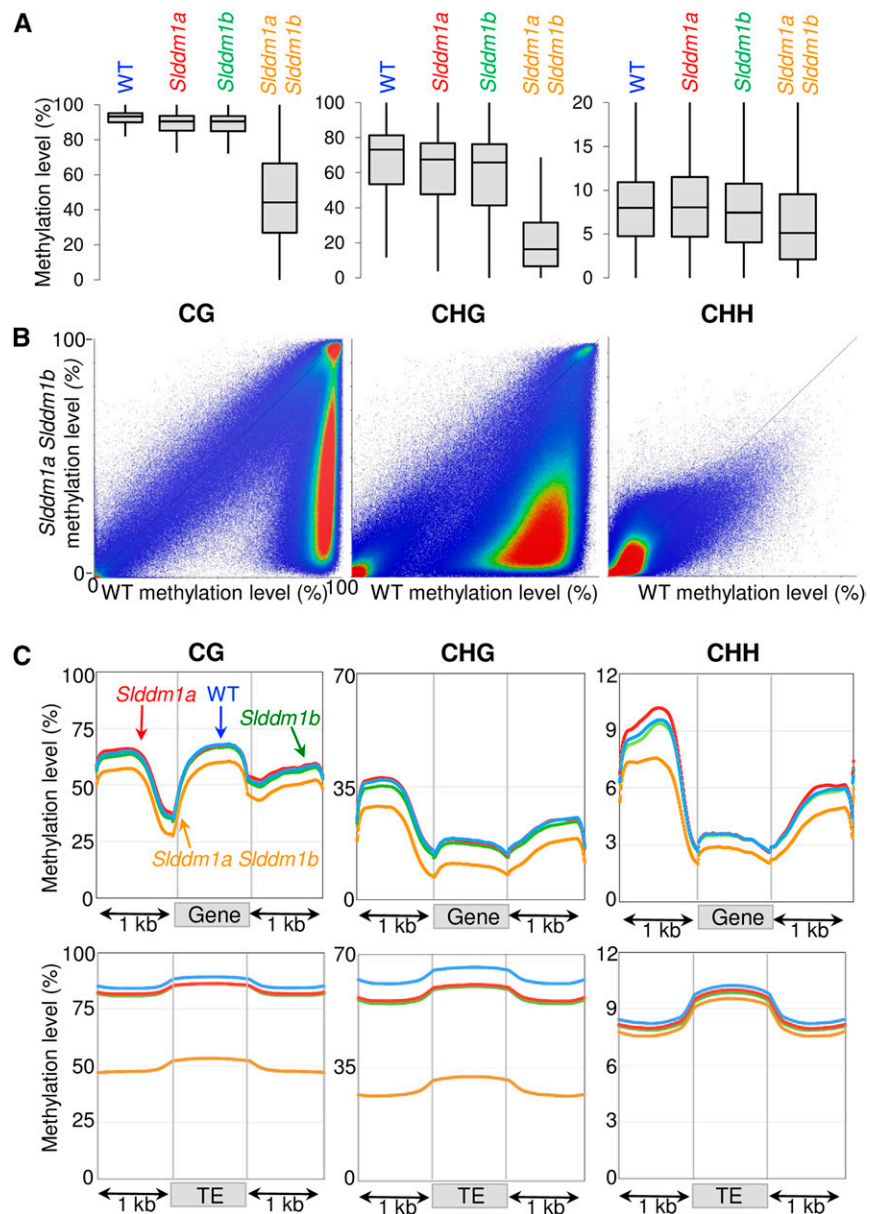 A
WT
Slddm1a
Slddm1b
Slddm1a
Slddm1b
WT
Slddm1a
Slddm1b
Slddm1a
Slddm1b
WT
Slddm1a
Slddm1b
Slddm1a
Slddm1b
Methylation level (%)
100
80
60
40
20
0
100
80
60
40
20
0
20
15
10
5
0
CG
CHG
CHH
B
Slddm1a Slddm1b
methylation level (%)
100
0
0
WT methylation level (%)
100
WT methylation level (%)
WT methylation level (%)
C
CG
CHG
CHH
Methylation level (%)
100
75
50
25
0
Slddm1a
WT
Slddm1b
Slddm1a Slddm1b
70
35
0
12
9
6
3
0
1 kb
Gene
1 kb
1 kb
Gene
1 kb
1 kb
Gene
1 kb
Methylation level (%)
100
75
50
25
0
70
35
0
12
9
6
3
0
1 kb
TE
1 kb
1 kb
TE
1 kb
1 kb
TE
1 kb